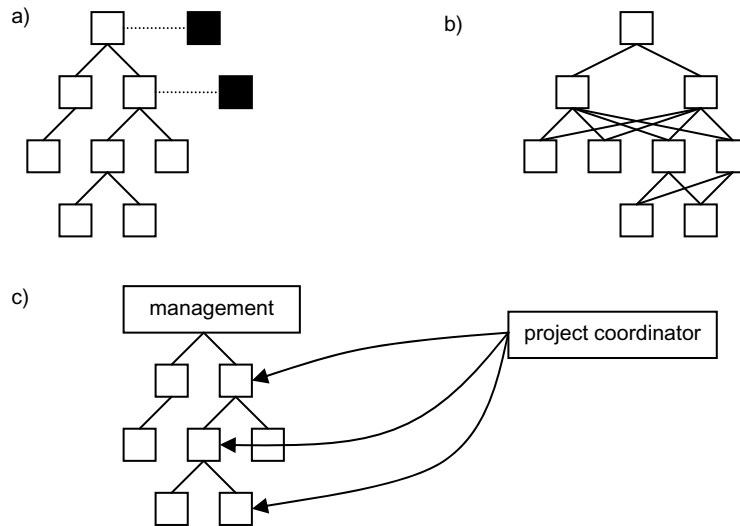 a)
b)
c)
management
project coordinator